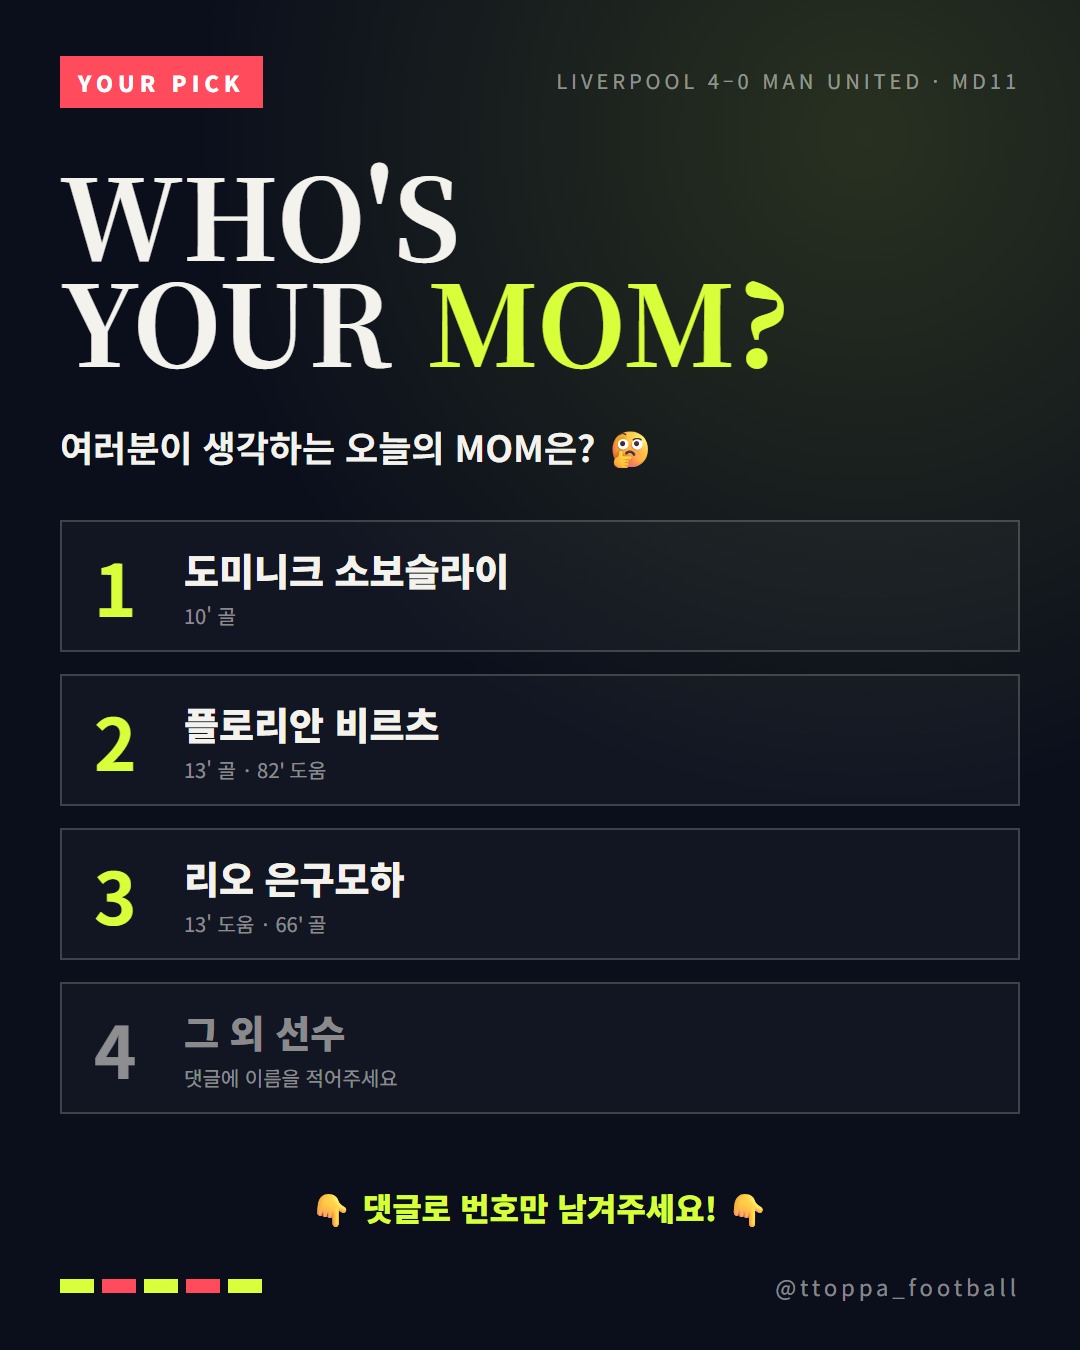 YOUR PICK
LIVERPOOL 4–0 MAN UNITED · MD11
WHO'S
YOUR MOM?
여러분이 생각하는 오늘의 MOM은? 🤔
1
도미니크 소보슬라이
10' 골
2
플로리안 비르츠
13' 골 · 82' 도움
3
리오 은구모하
13' 도움 · 66' 골
4
그 외 선수
댓글에 이름을 적어주세요
👇 댓글로 번호만 남겨주세요! 👇
@ttoppa_football